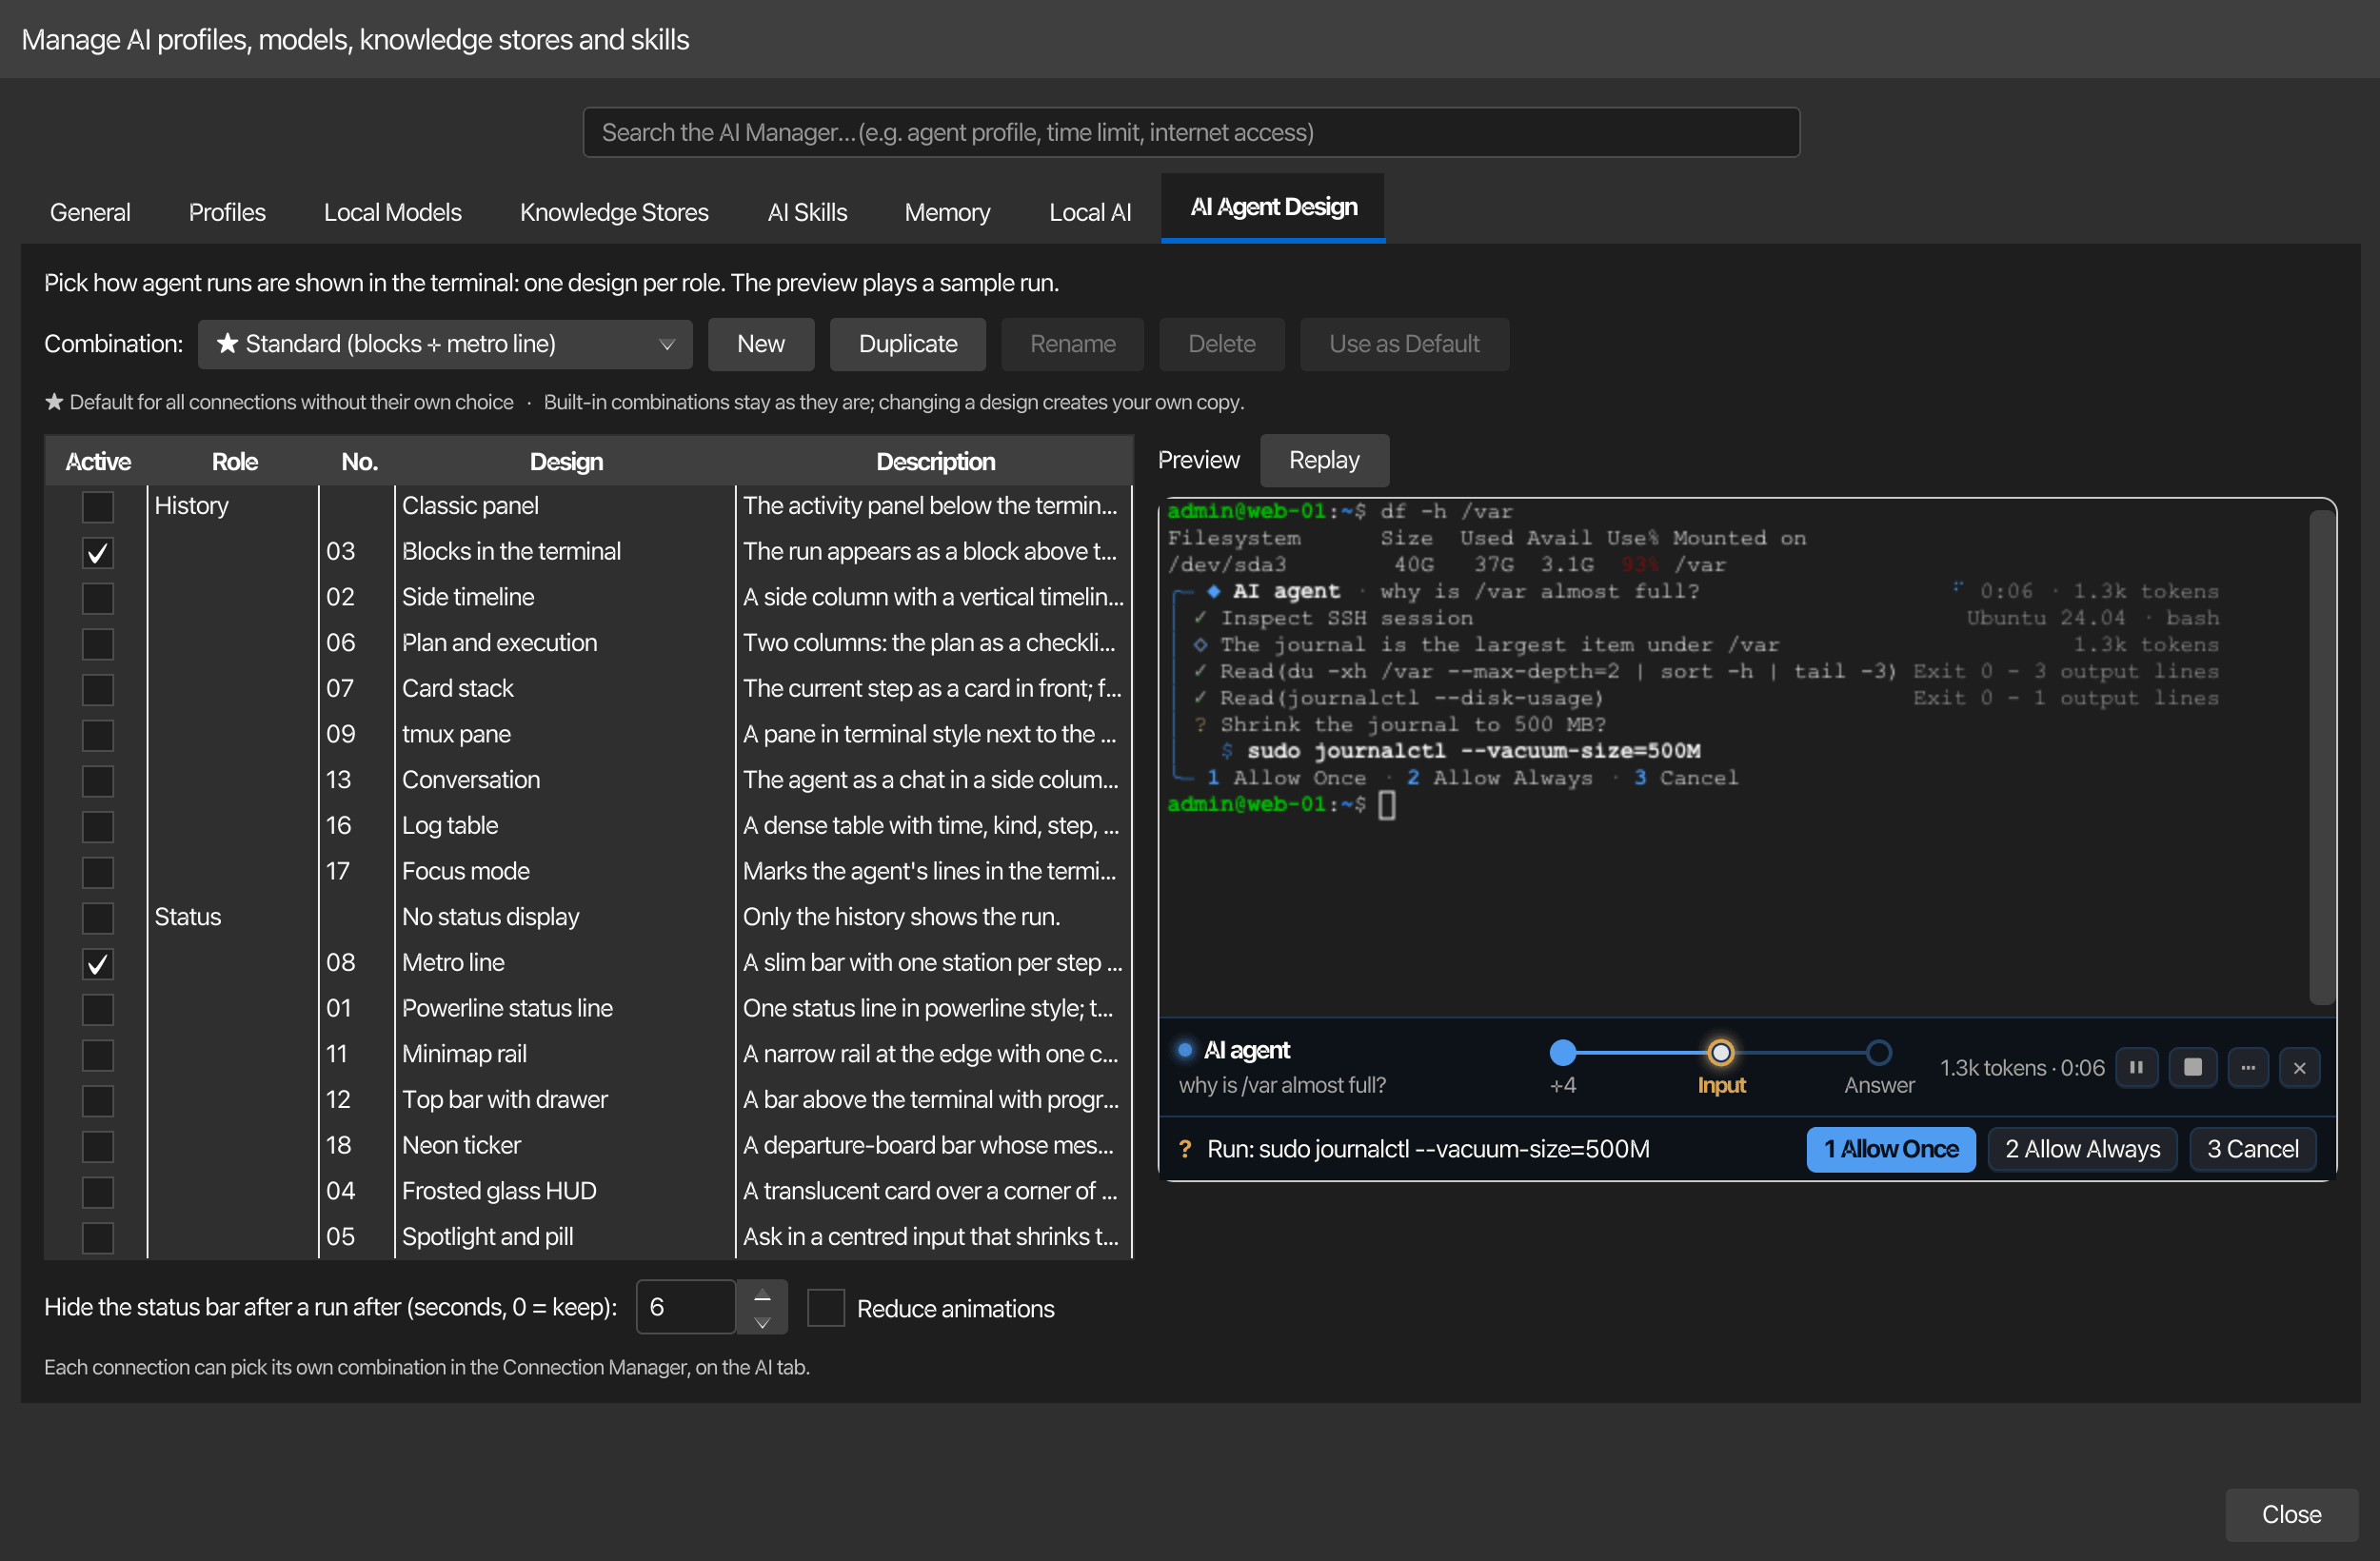 Manage AI profiles, models, knowledge stores and skills
Search the AI Manager...(e.g. agent profile, time limit, internet access)
General Profiles Local Models Knowledge Stores AI Skills Memory Local AI AI Agent Design
Pick how agent runs are shown in the terminal: one design per role. The preview plays a sample run.
Combination: ★ Standard (blocks + metro line) New Duplicate Rename Delete Use as Default
★ Default for all connections without their own choice · Built-in combinations stay as they are; changing a design creates your own copy.
Active Role No. Design Description
History Classic panel The activity panel below the termin...
03 Blocks in the terminal The run appears as a block above t...
02 Side timeline A side column with a vertical timelin...
06 Plan and execution Two columns: the plan as a checkli...
07 Card stack The current step as a card in front; f...
09 tmux pane A pane in terminal style next to the ...
13 Conversation The agent as a chat in a side colum...
16 Log table A dense table with time, kind, step, ...
17 Focus mode Marks the agent's lines in the termi...
Status No status display Only the history shows the run.
08 Metro line A slim bar with one station per step ...
01 Powerline status line One status line in powerline style; t...
11 Minimap rail A narrow rail at the edge with one c...
12 Top bar with drawer A bar above the terminal with progr...
18 Neon ticker A departure-board bar whose mes...
04 Frosted glass HUD A translucent card over a corner of ...
05 Spotlight and pill Ask in a centred input that shrinks t...
Preview Replay
admin@web-01:~$ df -h /var
Filesystem Size Used Avail Use% Mounted on
/dev/sda3 40G 37G 3.1G 93% /var
◆ AI agent · why is /var almost full? 0:06 · 1.3k tokens
✓ Inspect SSH session Ubuntu 24.04 · bash
◇ The journal is the largest item under /var 1.3k tokens
✓ Read(du -xh /var --max-depth=2 | sort -h | tail -3) Exit 0 - 3 output lines
✓ Read(journalctl --disk-usage) Exit 0 - 1 output lines
? Shrink the journal to 500 MB?
$ sudo journalctl --vacuum-size=500M
1 Allow Once · 2 Allow Always · 3 Cancel
admin@web-01:~$
AI agent
why is /var almost full? +4 Input Answer 1.3k tokens · 0:06
? Run: sudo journalctl --vacuum-size=500M 1 Allow Once 2 Allow Always 3 Cancel
Hide the status bar after a run after (seconds, 0 = keep): 6 Reduce animations
Each connection can pick its own combination in the Connection Manager, on the AI tab.
Close